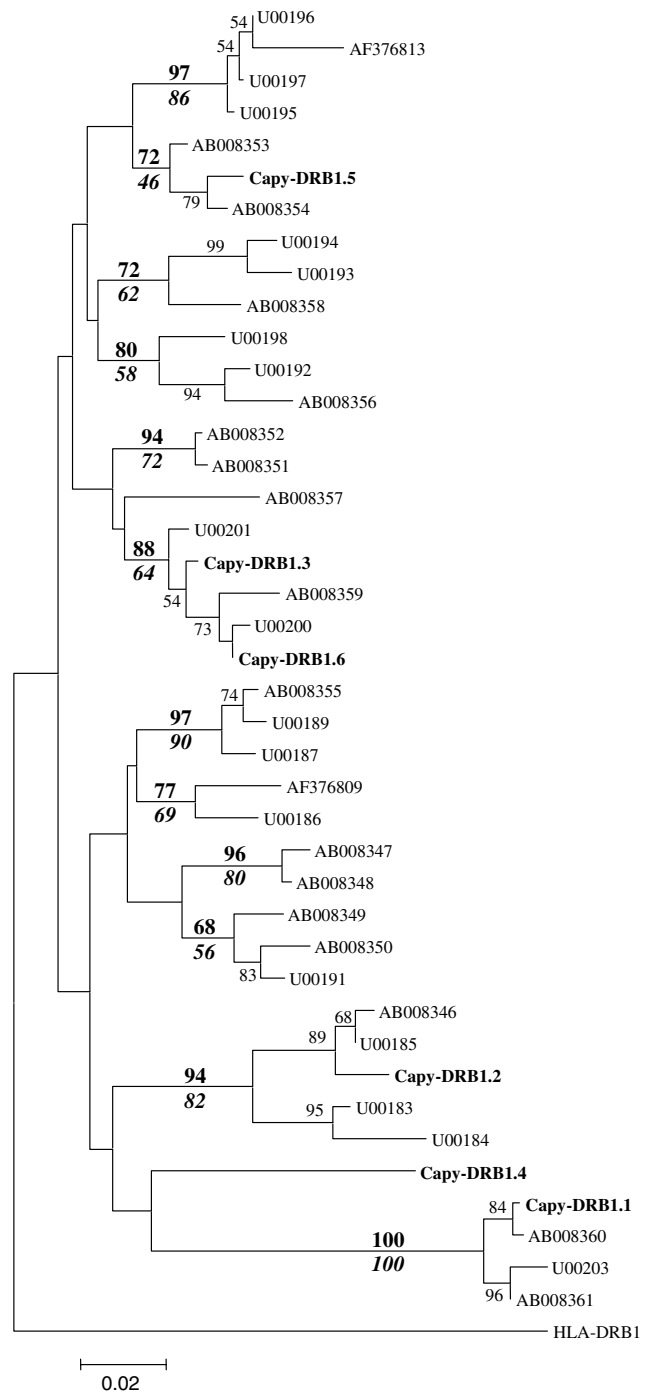 54 U00196
54 AF376813
97 U00197
86 U00195
AB008353
72 Capy-DRB1.5
46
79 AB008354
99 U00194
72 U00193
62 AB008358
U00198
80 U00192
58
94 AB008356
94 AB008352
72 AB008351
AB008357
U00201
88 Capy-DRB1.3
64
54 AB008359
73 U00200
Capy-DRB1.6
74 AB008355
97 U00189
90 U00187
77 AF376809
69 U00186
96 AB008347
80 AB008348
AB008349
68 AB008350
56
83 U00191
68 AB008346
89 U00185
94 Capy-DRB1.2
82
95 U00183
U00184
Capy-DRB1.4
84 Capy-DRB1.1
100 AB008360
100
U00203
96 AB008361
HLA-DRB1
0.02